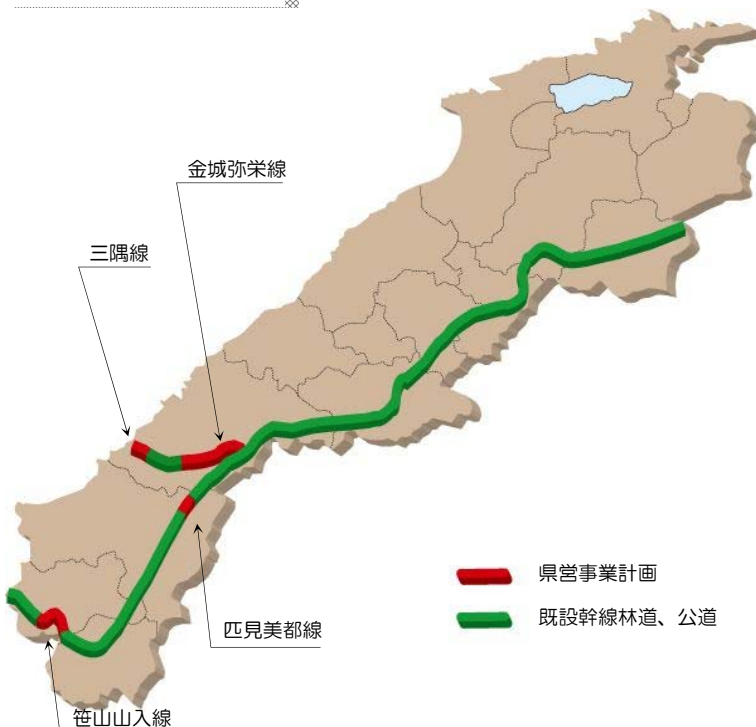 金城弥栄線
三隅線
県営事業計画
既設幹線林道、公道
匹見美都線
笹山山入線